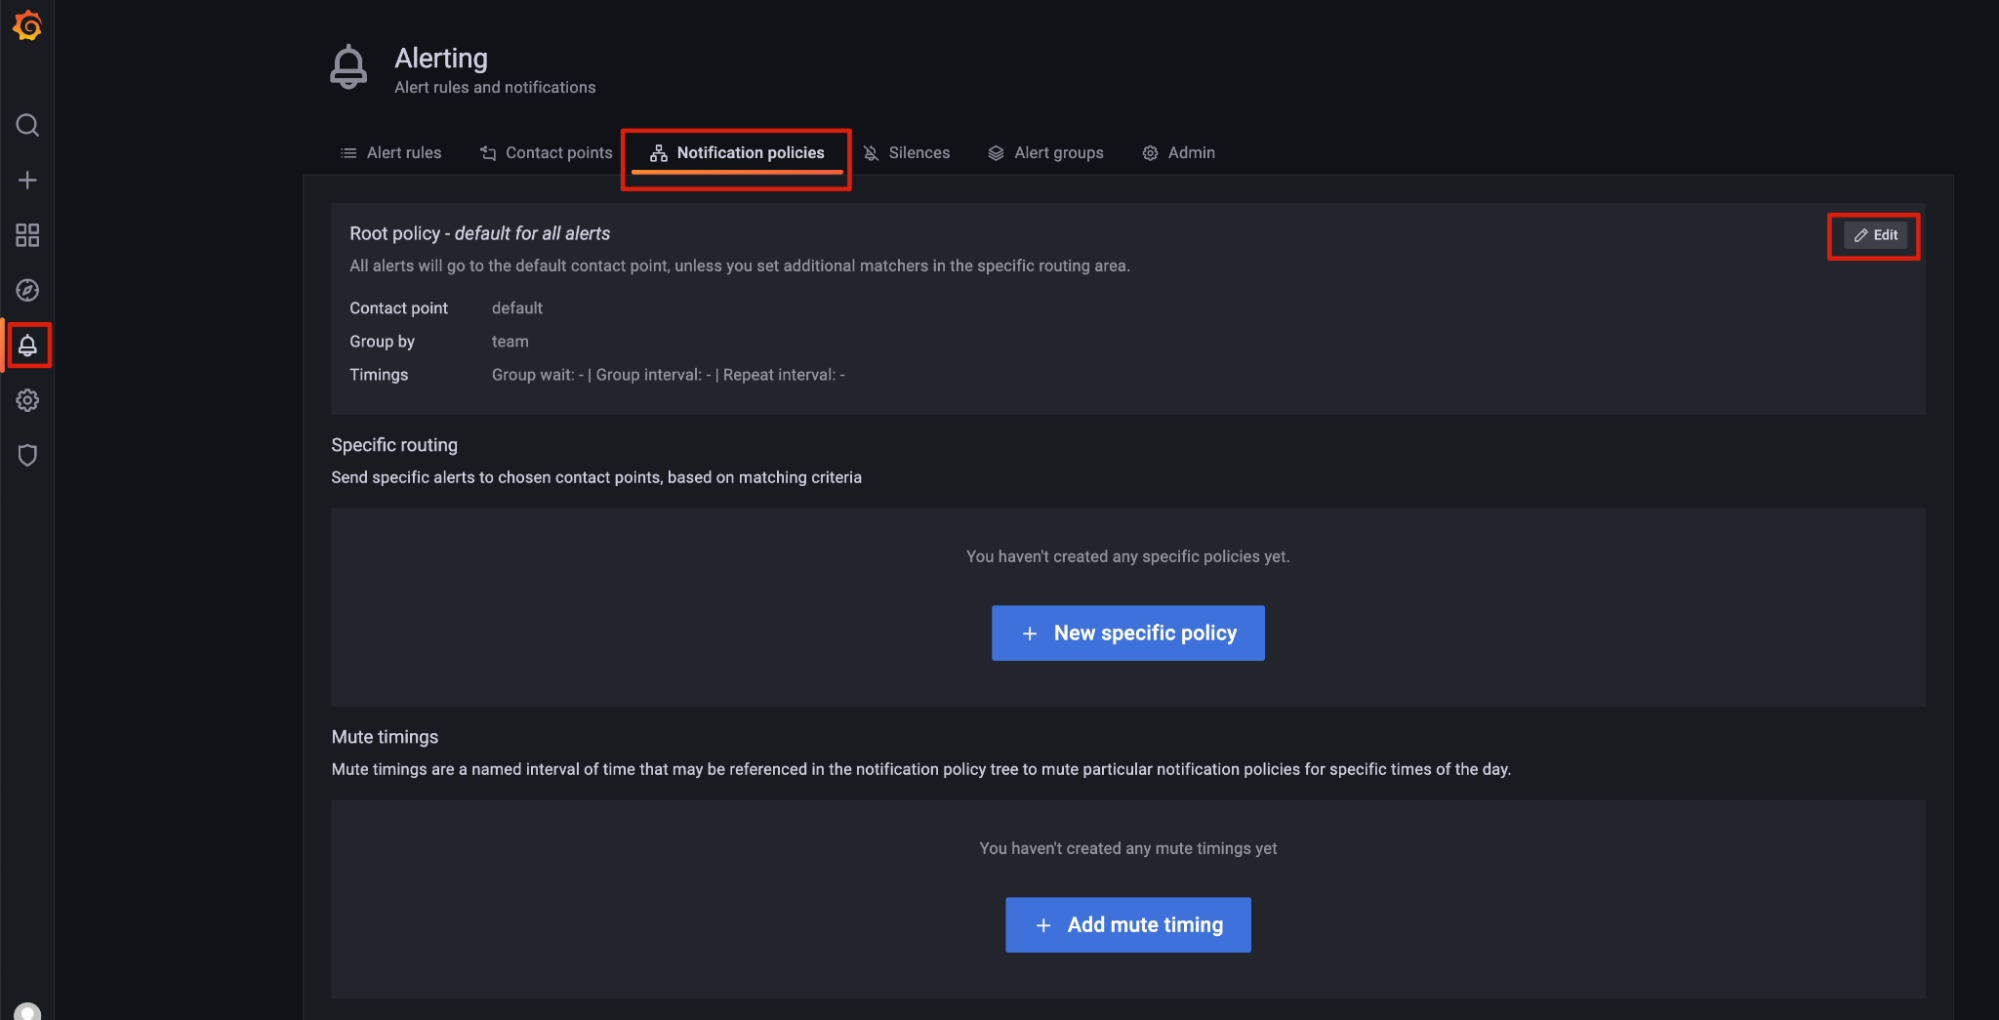 Alerting
Alert rules and notifications
Alert rules
Contact points
Notification policies
Silences
Alert groups
Admin
Root policy - default for all alerts
Edit
All alerts will go to the default contact point, unless you set additional matchers in the specific routing area.
Contact point default
Group by team
Timings Group wait: - | Group interval: - | Repeat interval: -
Specific routing
Send specific alerts to chosen contact points, based on matching criteria
You haven't created any specific policies yet.
+ New specific policy
Mute timings
Mute timings are a named interval of time that may be referenced in the notification policy tree to mute particular notification policies for specific times of the day.
You haven't created any mute timings yet
+ Add mute timing